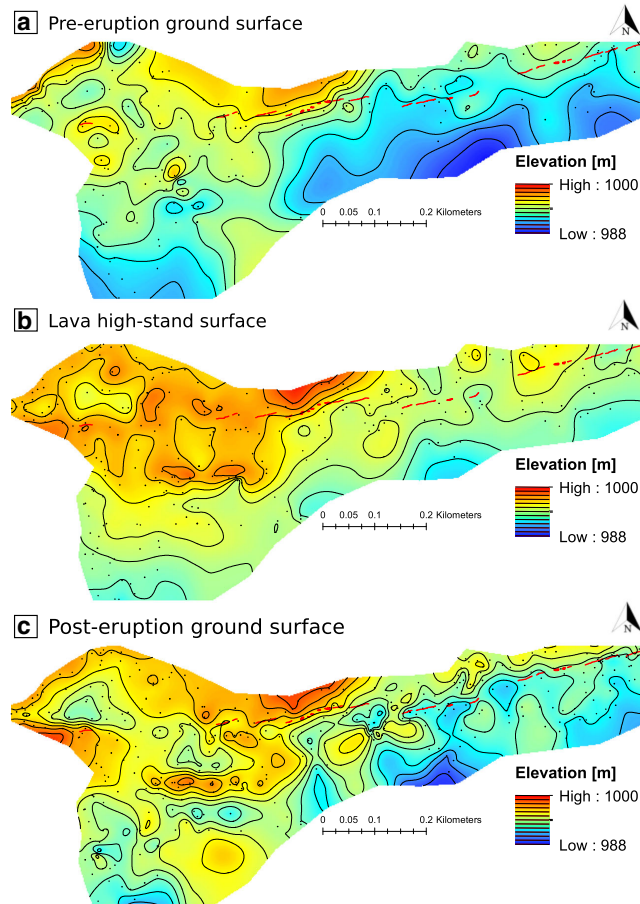 a Pre-eruption ground surface
N
Elevation [m]
High : 1000
Low : 988
0 0.05 0.1 0.2 Kilometers
b Lava high-stand surface
N
Elevation [m]
High : 1000
Low : 988
0 0.05 0.1 0.2 Kilometers
c Post-eruption ground surface
N
Elevation [m]
High : 1000
Low : 988
0 0.05 0.1 0.2 Kilometers